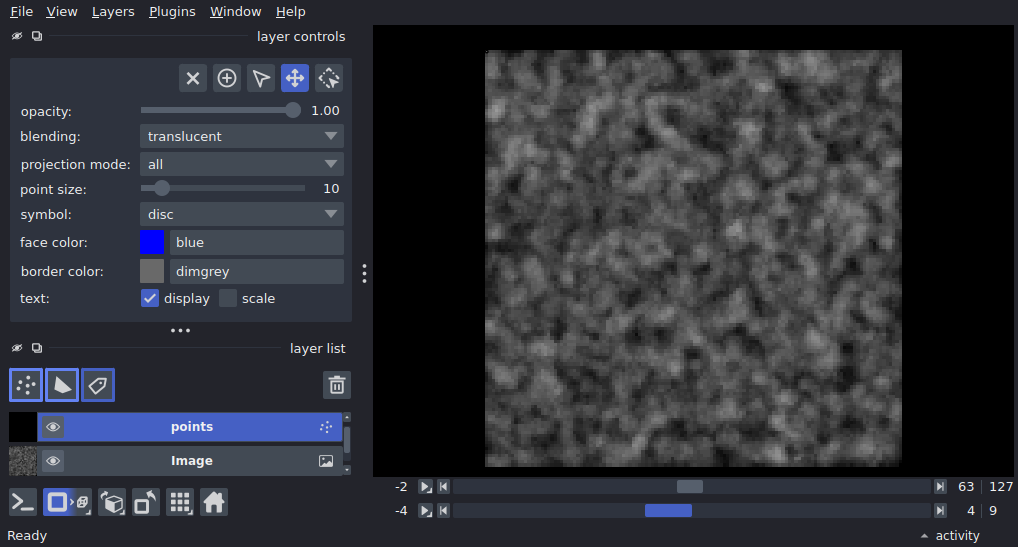 File View Layers Plugins Window Help
layer controls
opacity: 1.00
blending: translucent
projection mode: all
point size: 10
symbol: disc
face color: blue
border color: dimgrey
text: display scale
layer list
points
Image
-2 63 127
-4 4 9
Ready activity